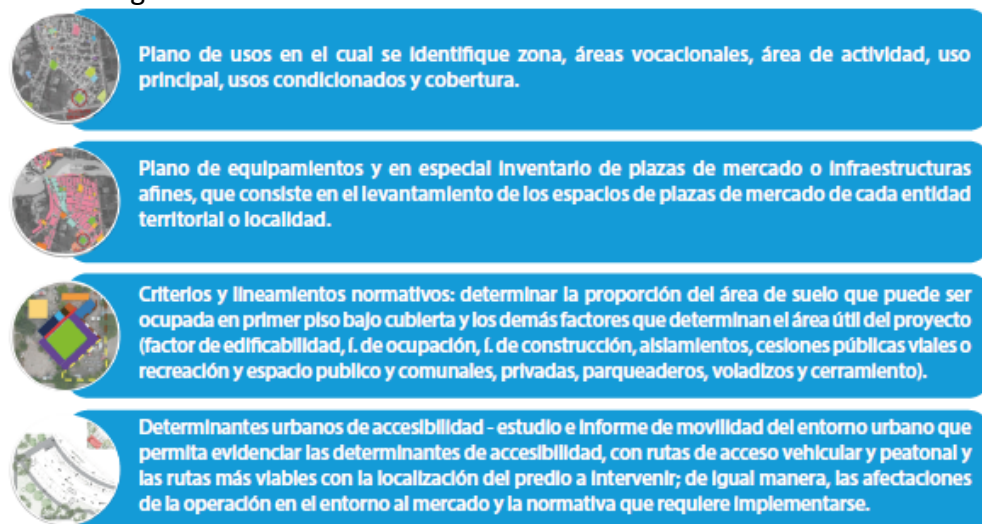 Plano de usos en el cual se identifique zona, áreas vocacionales, área de actividad, uso
principal, usos condicionados y cobertura.
Plano de equipamientos y en especial inventario de plazas de mercado o infraestructuras
afines, que consiste en el levantamiento de los espacios de plazas de mercado de cada entidad
territorial o localidad.
Criterios y lineamientos normativos: determinar la proporción del área de suelo que puede ser
ocupada en primer piso bajo cubierta y los demás factores que determinan el área útil del proyecto
(factor de edificabilidad, í. de ocupación, í. de construcción, aislamientos, cesiones públicas viales o
recreación y espacio publico y comunales, privadas, parqueaderos, voladizos y cerramiento).
Determinantes urbanos de accesibilidad - estudio e informe de movilidad del entorno urbano que
permita evidenciar las determinantes de accesibilidad, con rutas de acceso vehicular y peatonal y
las rutas más viables con la localización del predio a intervenir; de igual manera, las afectaciones
de la operación en el entorno al mercado y la normativa que requiere implementarse.